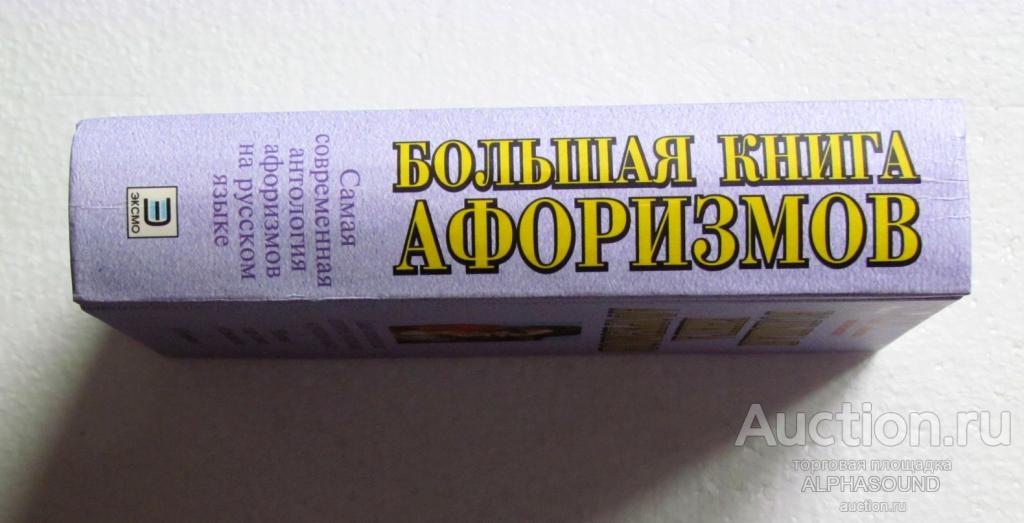 БОЛЬШАЯ КНИГА
АФОРИЗМОВ
Самая
современная
антология
афоризмов
на русском
языке
ЭКСМО
Auction.ru
торговая площадка
ALPHASOUND
auction.ru